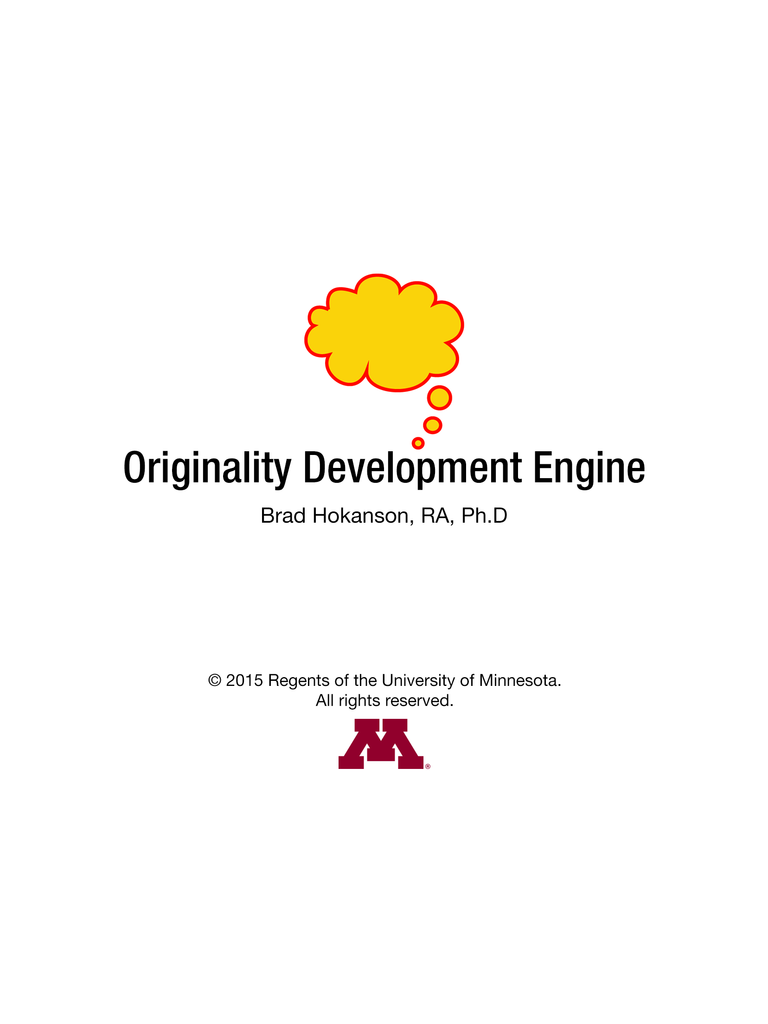 Originality Development Engine
Brad Hokanson, RA, Ph.D
© 2015 Regents of the University of Minnesota.
All rights reserved.
M®